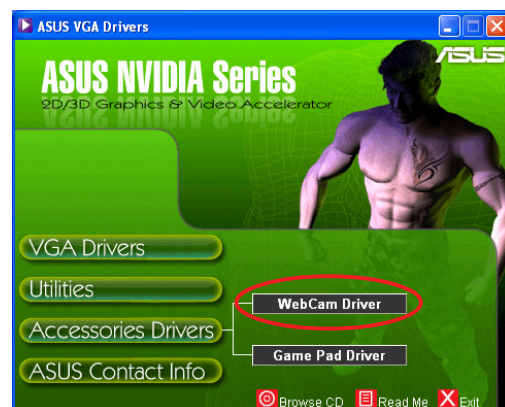 ASUS VGA Drivers
ASUS
ASUS NVIDIA Series
2D/3D Graphics & Video Accelerator
VGA Drivers
Utilities
WebCam Driver
Accessories Drivers
Game Pad Driver
ASUS Contact Info
Browse CD Read Me X Exit